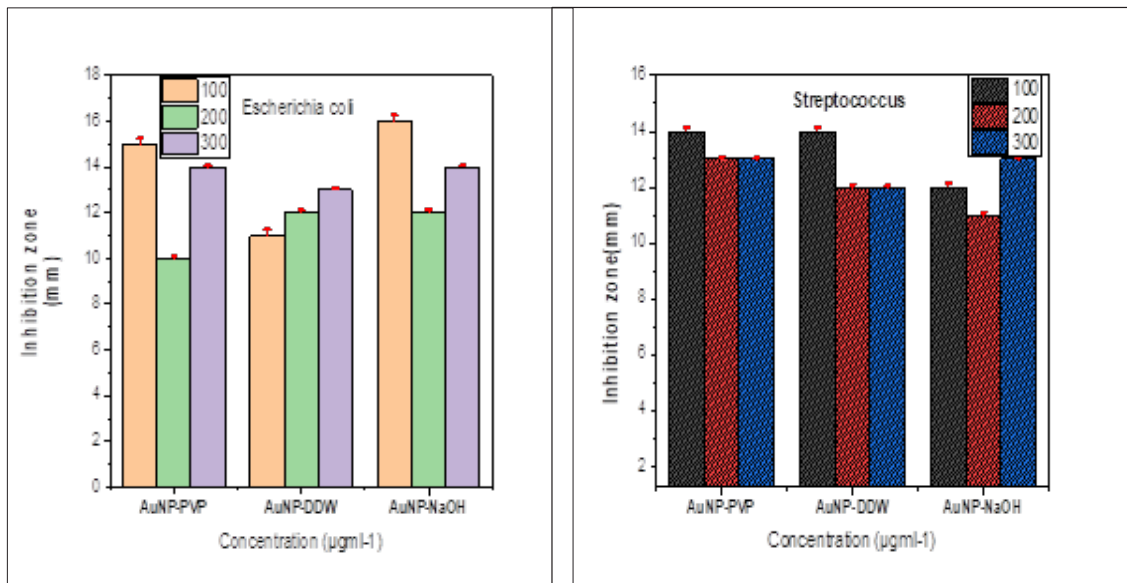 18
16
14
12
10
8
6
4
2
0
Inhibition zone
(mm)
100
200
300
Escherichia coli
AuNP-PVP
AuNP-DDW
AuNP-NaOH
Concentration (µgml-1)
16
14
12
10
8
6
4
2
Inhibition zone(mm)
Streptococcus
100
200
300
AuNP-PVP
AuNP-DDW
AuNP-NaOH
Concentration (µgml-1)